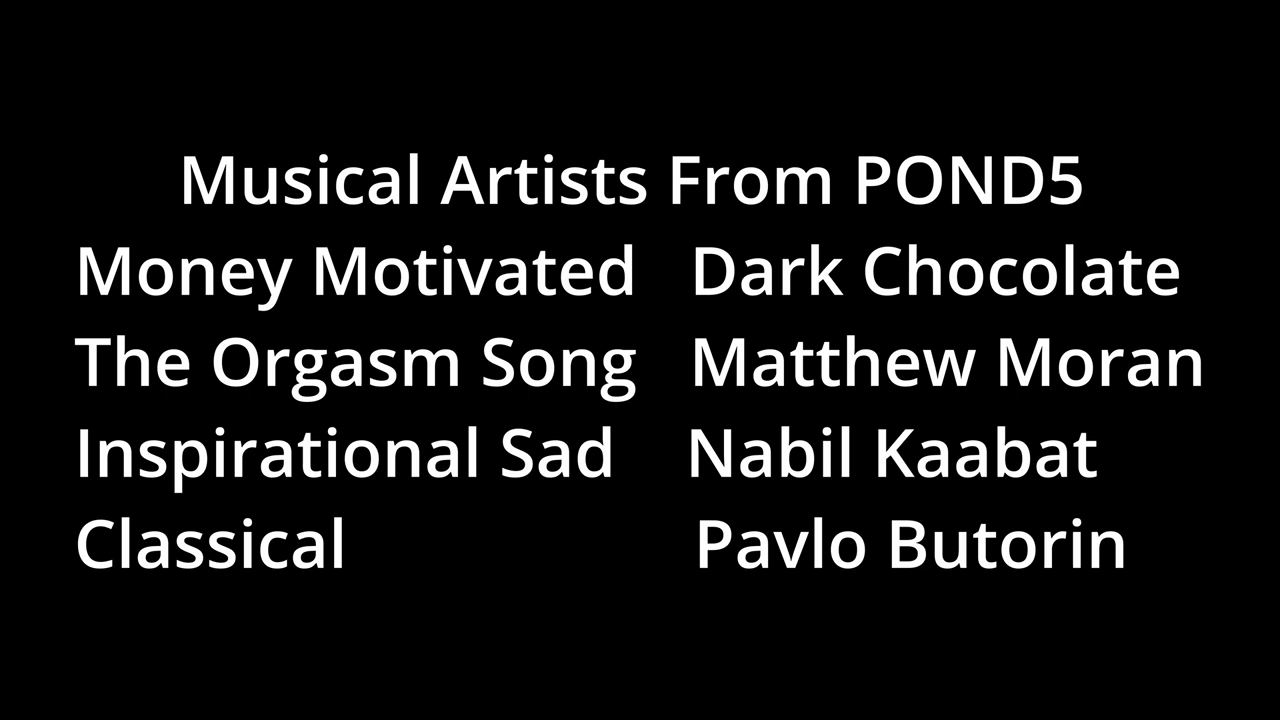 Musical Artists From POND5
Money Motivated Dark Chocolate
The Orgasm Song Matthew Moran
Inspirational Sad Nabil Kaabat
Classical Pavlo Butorin